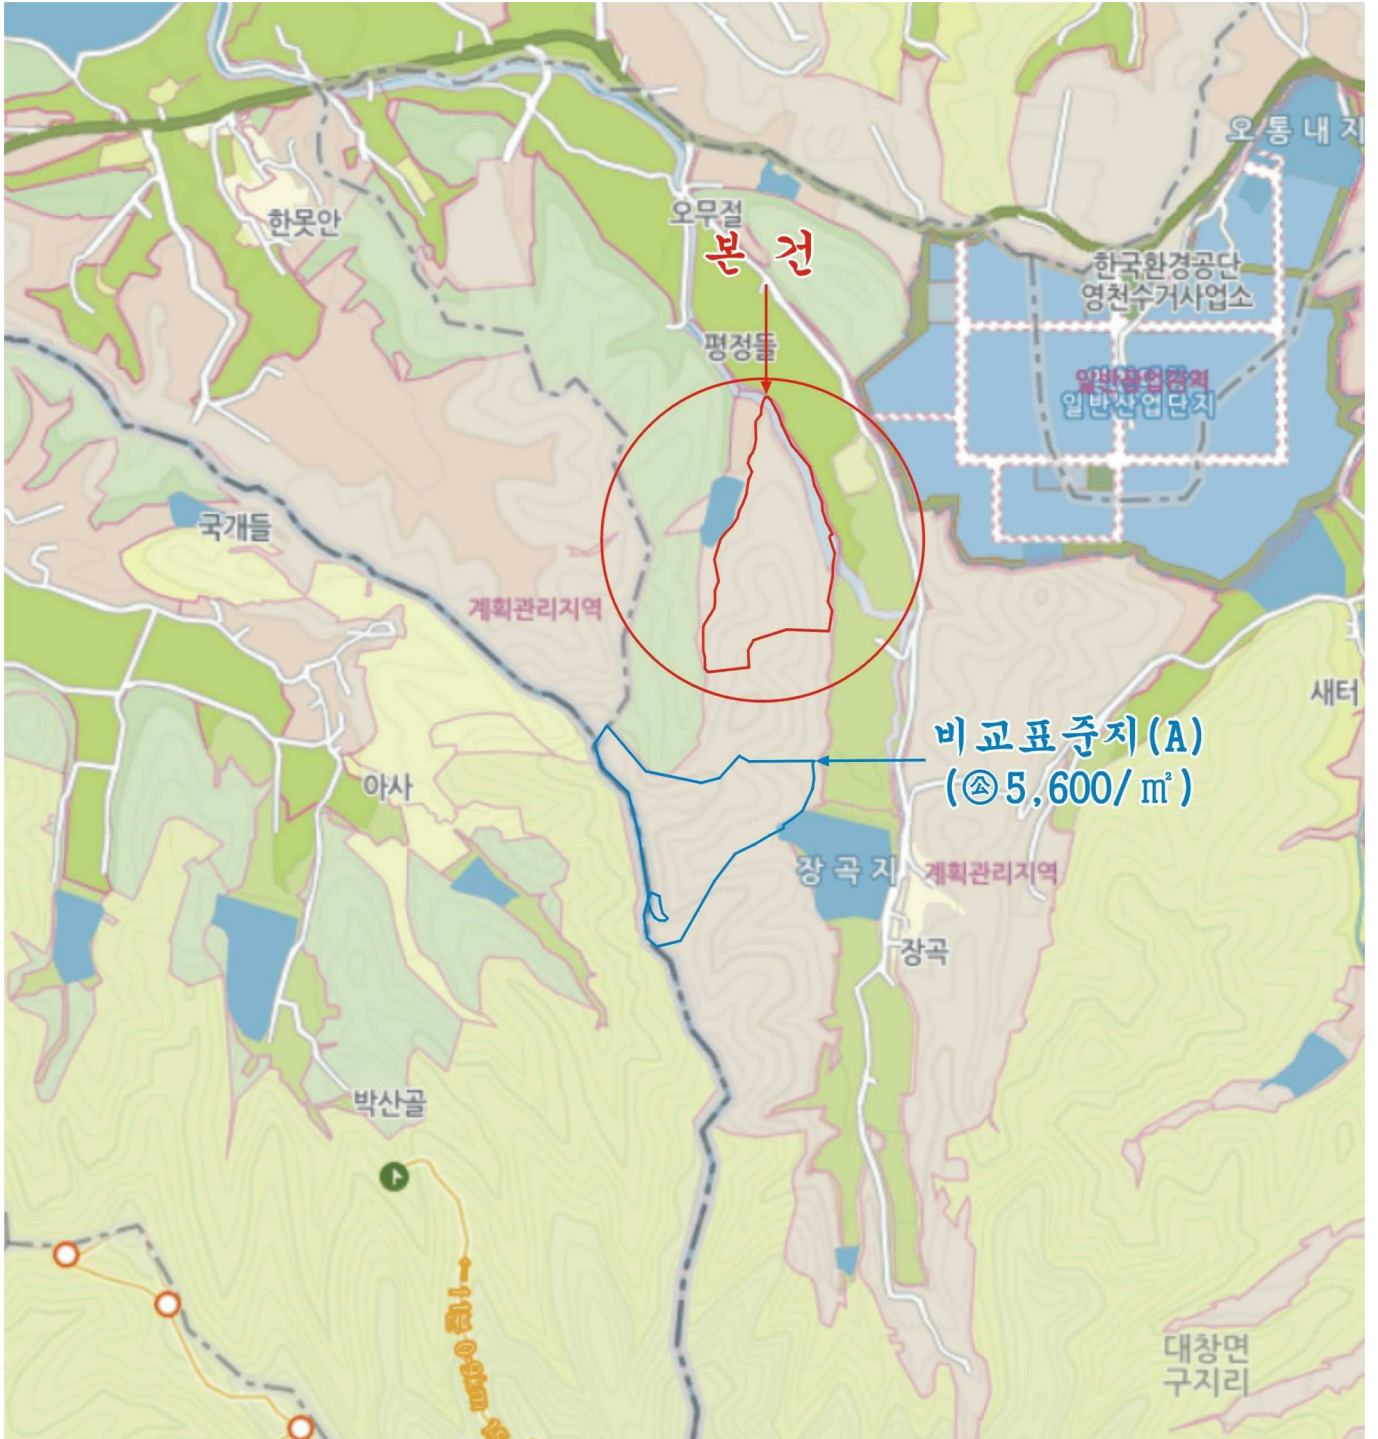 오 통 내 지
한못안
오무절
본 건
한국환경공단
영천수거사업소
평정들
일반공업지역
일반산업단지
국개들
계획관리지역
새터
비교표준지(A)
(公5,600/㎡)
아사
장 곡 지
계획관리지역
장곡
박산골
대창면
구지리